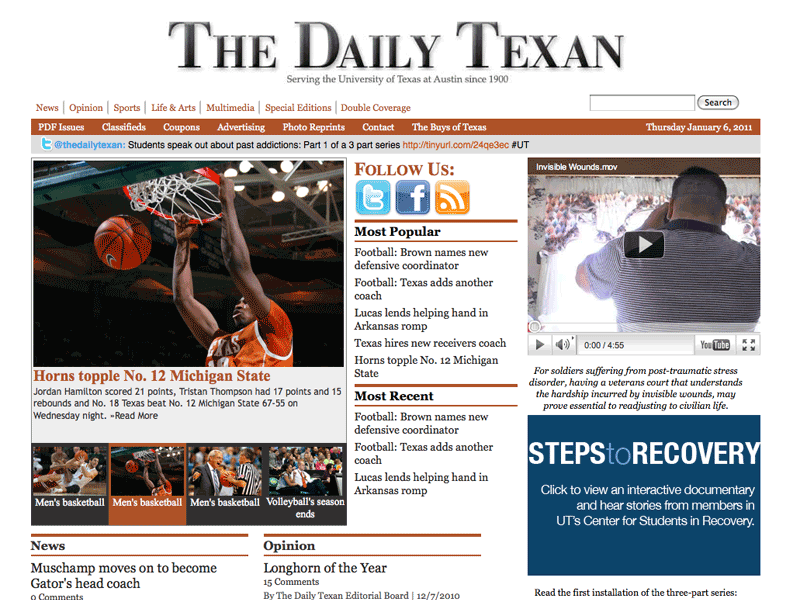 THE DAILY TEXAN
Serving the University of Texas at Austin since 1900
News | Opinion | Sports | Life & Arts | Multimedia | Special Editions | Double Coverage
Search
PDF Issues Classifieds Coupons Advertising Photo Reprints Contact The Buys of Texas Thursday January 6, 2011
@thedailytexan: Students speak out about past addictions: Part 1 of a 3 part series http://tinyurl.com/24qe3ec #UT
Horns topple No. 12 Michigan State
Jordan Hamilton scored 21 points, Tristan Thompson had 17 points and 15
rebounds and No. 18 Texas beat No. 12 Michigan State 67-55 on
Wednesday night. »Read More
Men's basketball
Men's basketball
Men's basketball
Volleyball's season
ends
FOLLOW US:
Most Popular
Football: Brown names new
defensive coordinator
Football: Texas adds another
coach
Lucas lends helping hand in
Arkansas romp
Texas hires new receivers coach
Horns topple No. 12 Michigan
State
Most Recent
Football: Brown names new
defensive coordinator
Football: Texas adds another
coach
Lucas lends helping hand in
Arkansas romp
Invisible Wounds.mov
0:00 / 4:55
YouTube
For soldiers suffering from post-traumatic stress
disorder, having a veterans court that understands
the hardship incurred by invisible wounds, may
prove essential to readjusting to civilian life.
STEPStoRECOVERY
Click to view an interactive documentary
and hear stories from members in
UT's Center for Students in Recovery.
Read the first installation of the three-part series:
News
Muschamp moves on to become
Gator's head coach
0 Comments
Opinion
Longhorn of the Year
15 Comments
By The Daily Texan Editorial Board | 12/7/2010